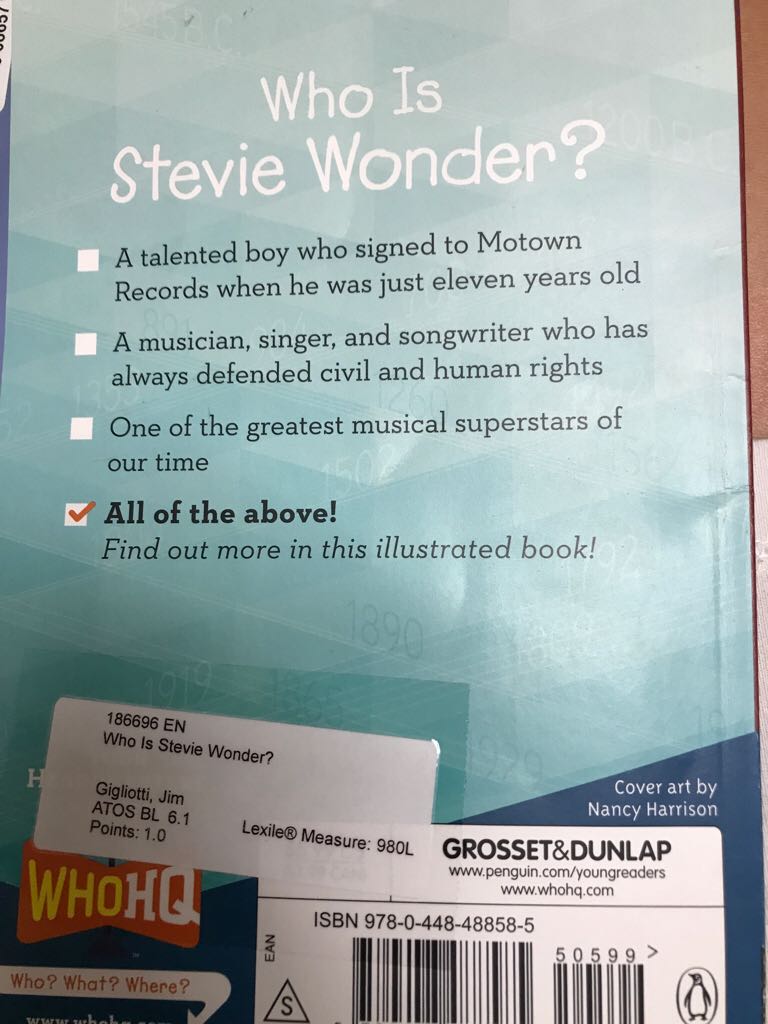 Who Is
Stevie Wonder?
A talented boy who signed to Motown
Records when he was just eleven years old
A musician, singer, and songwriter who has
always defended civil and human rights
One of the greatest musical superstars of
our time
All of the above!
Find out more in this illustrated book!
1890
1919
1929
186696 EN
Who Is Stevie Wonder?
Gigliotti, Jim
ATOS BL 6.1
Points: 1.0
Lexile® Measure: 980L
Cover art by
Nancy Harrison
GROSSET&DUNLAP
www.penguin.com/youngreaders
www.whohq.com
WHOHQ
Who? What? Where?
ISBN 978-0-448-48858-5
EAN
50599 >
S